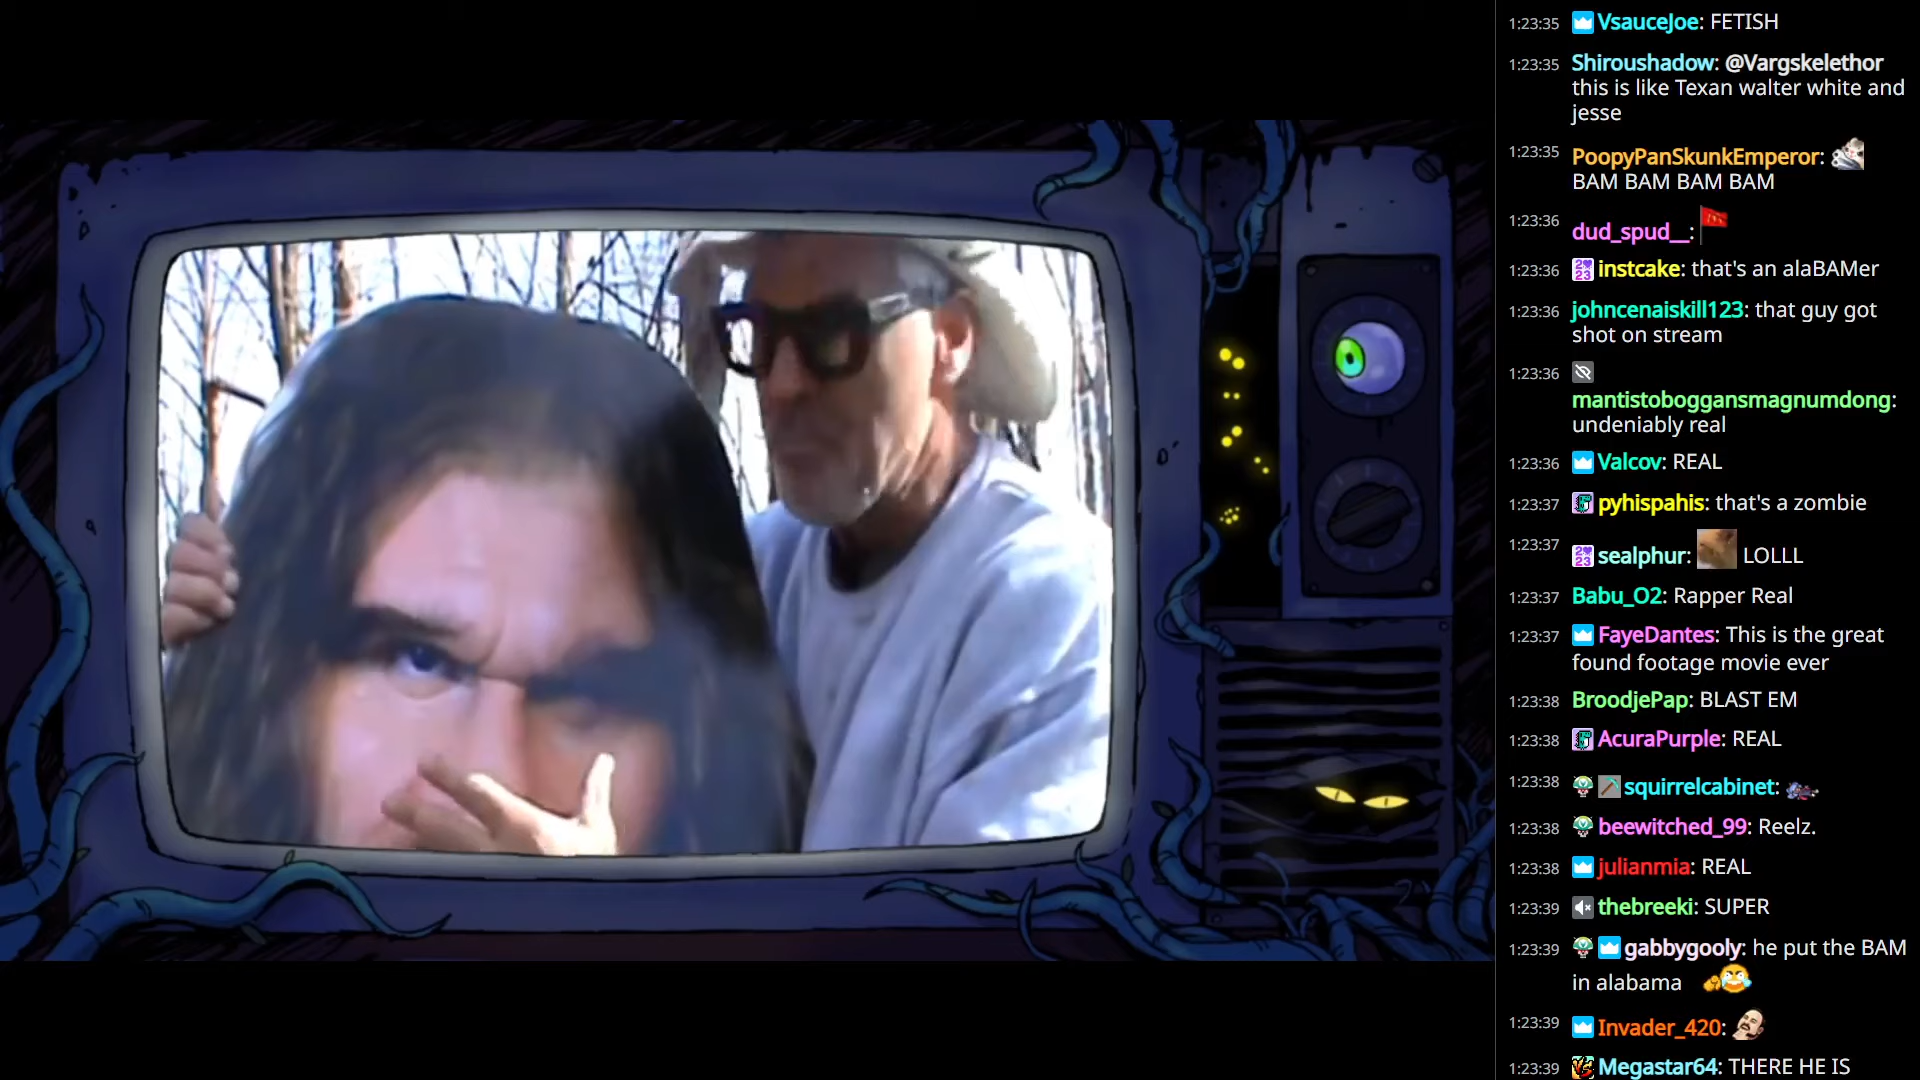 1:23:35 VsauceJoe: FETISH
1:23:35 Shiroushadow: @Vargskelethor
this is like Texan walter white and
jesse
1:23:35 PoopyPanSkunkEmperor:
BAM BAM BAM BAM
1:23:36 dud_spud__:
1:23:36 instcake: that's an alaBAMer
1:23:36 johncenaiskill123: that guy got
shot on stream
1:23:36
mantistoboggansmagnumdong:
undeniably real
1:23:36 Valcov: REAL
1:23:37 pyhispahis: that's a zombie
1:23:37 sealphur: LOLLL
1:23:37 Babu_O2: Rapper Real
1:23:37 FayeDantes: This is the great
found footage movie ever
1:23:38 BroodjePap: BLAST EM
1:23:38 AcuraPurple: REAL
1:23:38 squirrelcabinet:
1:23:38 beewitched_99: Reelz.
1:23:38 julianmia: REAL
1:23:39 thebreeki: SUPER
1:23:39 gabbygooly: he put the BAM
in alabama
1:23:39 Invader_420:
1:23:39 Megastar64: THERE HE IS